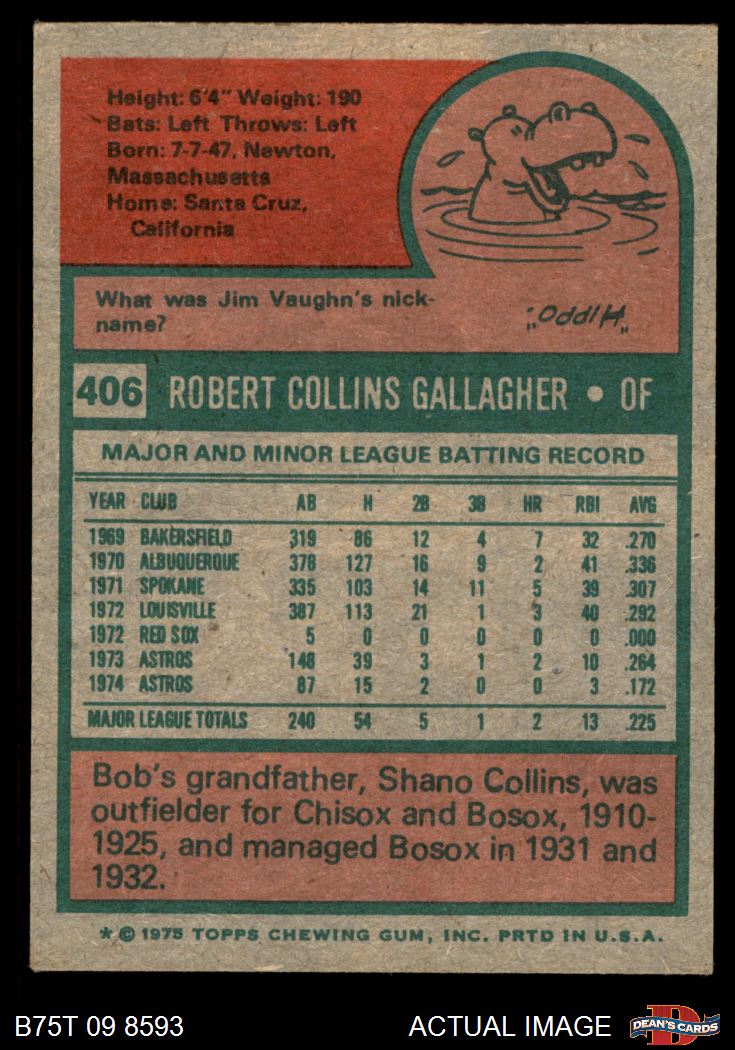 Height: 6'4" Weight: 190
Bats: Left Throws: Left
Born: 7-7-47, Newton,
Massachusetts
Home: Santa Cruz,
California
What was Jim Vaughn's nick-
name?
"Hippo."
406 ROBERT COLLINS GALLAGHER • OF
MAJOR AND MINOR LEAGUE BATTING RECORD
YEAR CLUB AB H 2B 3B HR RBI AVG
1969 BAKERSFIELD 319 86 12 4 7 32 .270
1970 ALBUQUERQUE 378 127 16 9 2 41 .336
1971 SPOKANE 335 103 14 11 5 39 .307
1972 LOUISVILLE 387 113 21 1 3 40 .292
1972 RED SOX 5 0 0 0 0 0 .000
1973 ASTROS 148 39 3 1 2 10 .264
1974 ASTROS 87 15 2 0 0 3 .172
MAJOR LEAGUE TOTALS 240 54 5 1 2 13 .225
Bob's grandfather, Shano Collins, was
outfielder for Chisox and Bosox, 1910-
1925, and managed Bosox in 1931 and
1932.
* © 1975 TOPPS CHEWING GUM, INC. PRTD IN U.S.A.
B75T 09 8593 ACTUAL IMAGE
D
DEAN'S CARDS